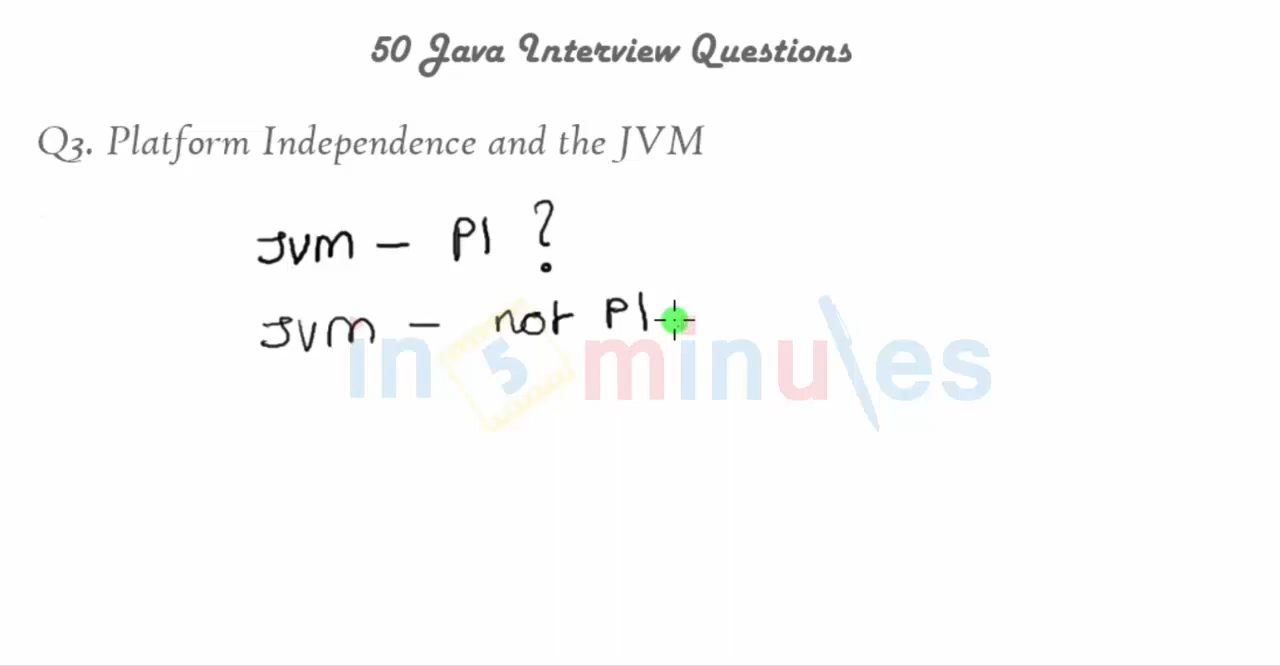 50 Java Interview Questions
Q3. Platform Independence and the JVM
JVM - PI ?
JVM - not PI
in 5 minutes